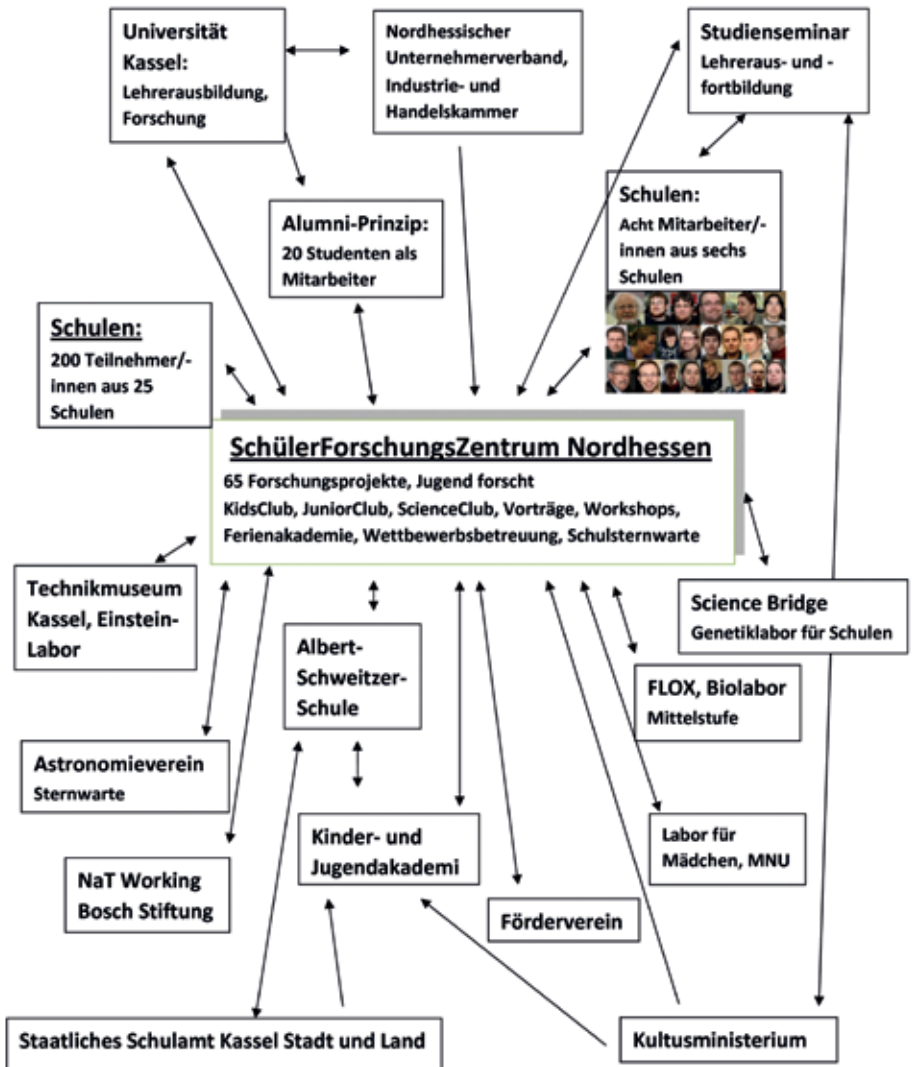 Universität
Kassel:
Lehrerausbildung,
Forschung
Nordhessischer
Unternehmerverband,
Industrie- und
Handelskammer
Studienseminar
Lehreraus- und -
fortbildung
Alumni-Prinzip:
20 Studenten als
Mitarbeiter
Schulen:
Acht Mitarbeiter/-
innen aus sechs
Schulen
Schulen:
200 Teilnehmer/-
innen aus 25
Schulen
SchülerForschungsZentrum Nordhessen
65 Forschungsprojekte, Jugend forscht
KidsClub, JuniorClub, ScienceClub, Vorträge, Workshops,
Ferienakademie, Wettbewerbsbetreuung, Schulsternwarte
Technikmuseum
Kassel, Einstein-
Labor
Albert-
Schweitzer-
Schule
Science Bridge
Genetiklabor für Schulen
FLOX, Biolabor
Mittelstufe
Astronomieverein
Sternwarte
Kinder- und
Jugendakademi
Labor für
Mädchen, MNU
NaT Working
Bosch Stiftung
Förderverein
Staatliches Schulamt Kassel Stadt und Land
Kultusministerium